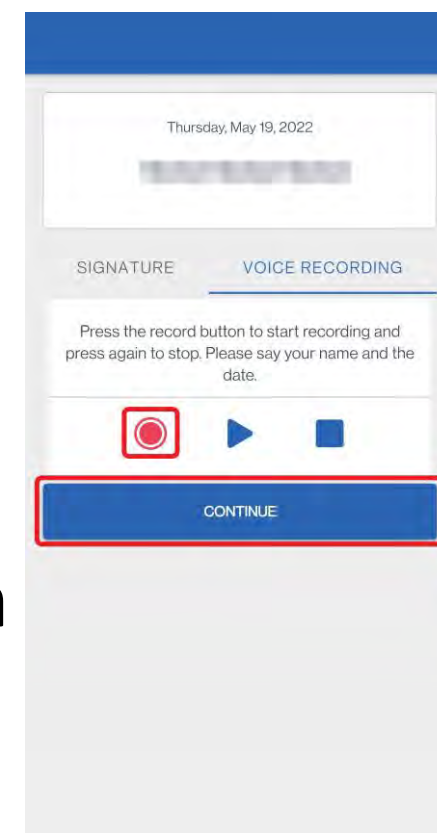 Thursday, May 19, 2022
SIGNATURE
VOICE RECORDING
Press the record button to start recording and
press again to stop. Please say your name and the
date.
CONTINUE